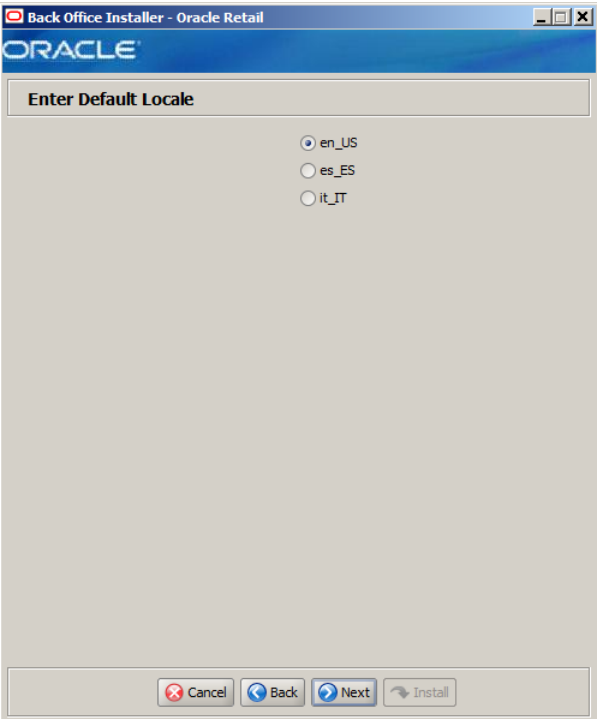 Back Office Installer - Oracle Retail
ORACLE
Enter Default Locale
en_US
es_ES
it_IT
Cancel Back Next Install